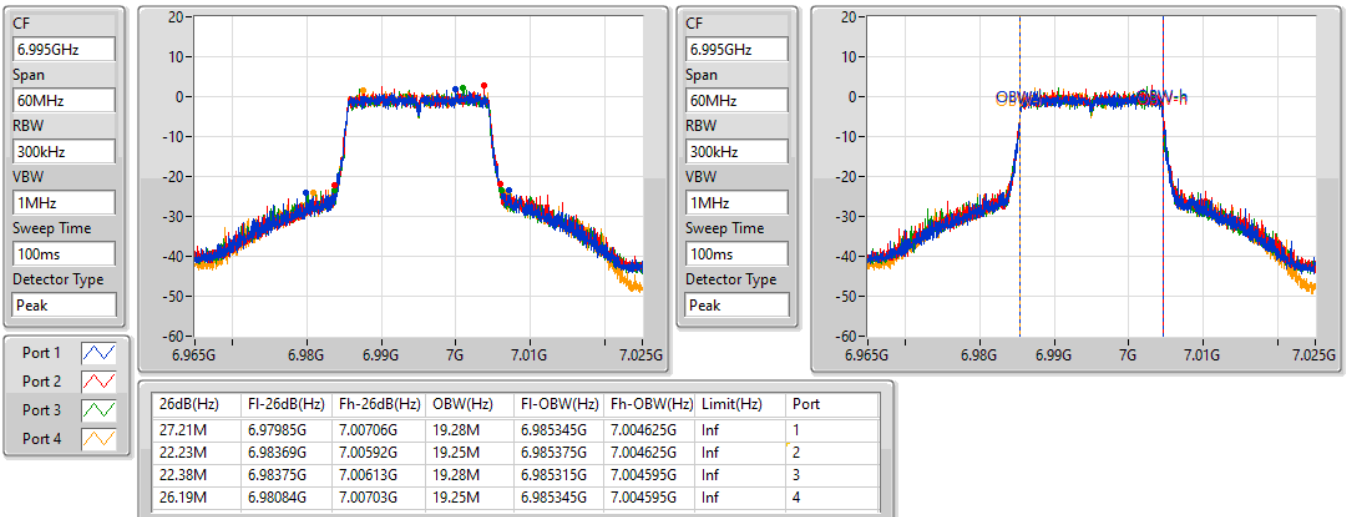 CF
6.995GHz
Span
60MHz
RBW
300kHz
VBW
1MHz
Sweep Time
100ms
Detector Type
Peak
20
10
0
-10
-20
-30
-40
-50
-60
6.965G 6.98G 6.99G 7G 7.01G 7.025G
CF
6.995GHz
Span
60MHz
RBW
300kHz
VBW
1MHz
Sweep Time
100ms
Detector Type
Peak
20
10
0
-10
-20
-30
-40
-50
-60
OBW-h
6.965G 6.98G 6.99G 7G 7.01G 7.025G
Port 1
Port 2
Port 3
Port 4
26dB(Hz) Fl-26dB(Hz) Fh-26dB(Hz) OBW(Hz) Fl-OBW(Hz) Fh-OBW(Hz) Limit(Hz) Port
27.21M 6.97985G 7.00706G 19.28M 6.985345G 7.004625G Inf 1
22.23M 6.98369G 7.00592G 19.25M 6.985375G 7.004625G Inf 2
22.38M 6.98375G 7.00613G 19.28M 6.985315G 7.004595G Inf 3
26.19M 6.98084G 7.00703G 19.25M 6.985345G 7.004595G Inf 4